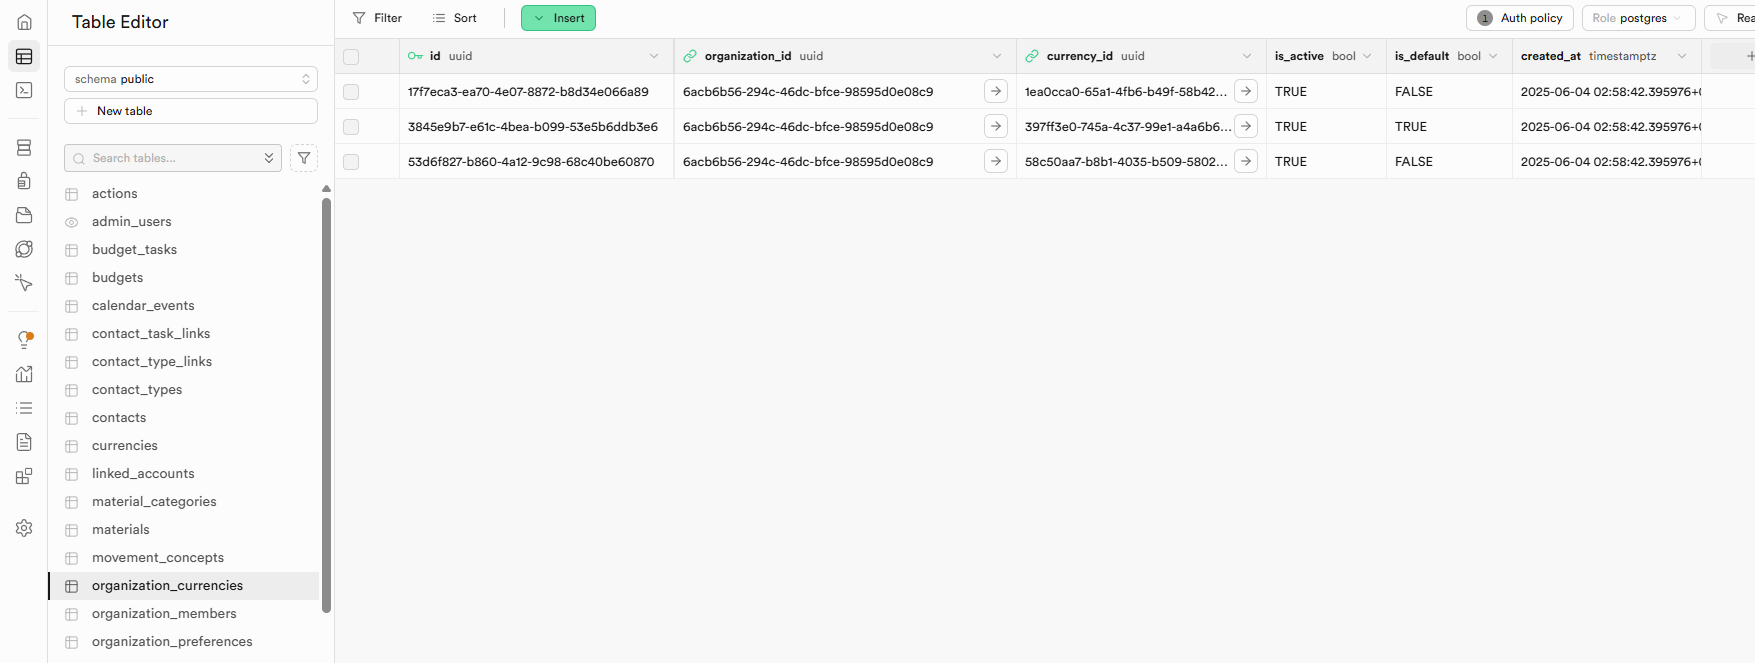 Table Editor
Filter Sort Insert 1 Auth policy Role postgres Rea
schema public
New table
Search tables...
actions
admin_users
budget_tasks
budgets
calendar_events
contact_task_links
contact_type_links
contact_types
contacts
currencies
linked_accounts
material_categories
materials
movement_concepts
organization_currencies
organization_members
organization_preferences
id uuid organization_id uuid currency_id uuid is_active bool is_default bool created_at timestamptz
17f7eca3-ea70-4e07-8872-b8d34e066a89 6acb6b56-294c-46dc-bfce-98595d0e08c9 1ea0cca0-65a1-4fb6-b49f-58b42... TRUE FALSE 2025-06-04 02:58:42.395976+0
3845e9b7-e61c-4bea-b099-53e5b6ddb3e6 6acb6b56-294c-46dc-bfce-98595d0e08c9 397ff3e0-745a-4c37-99e1-a4a6b6... TRUE TRUE 2025-06-04 02:58:42.395976+0
53d6f827-b860-4a12-9c98-68c40be60870 6acb6b56-294c-46dc-bfce-98595d0e08c9 58c50aa7-b8b1-4035-b509-5802... TRUE FALSE 2025-06-04 02:58:42.395976+0